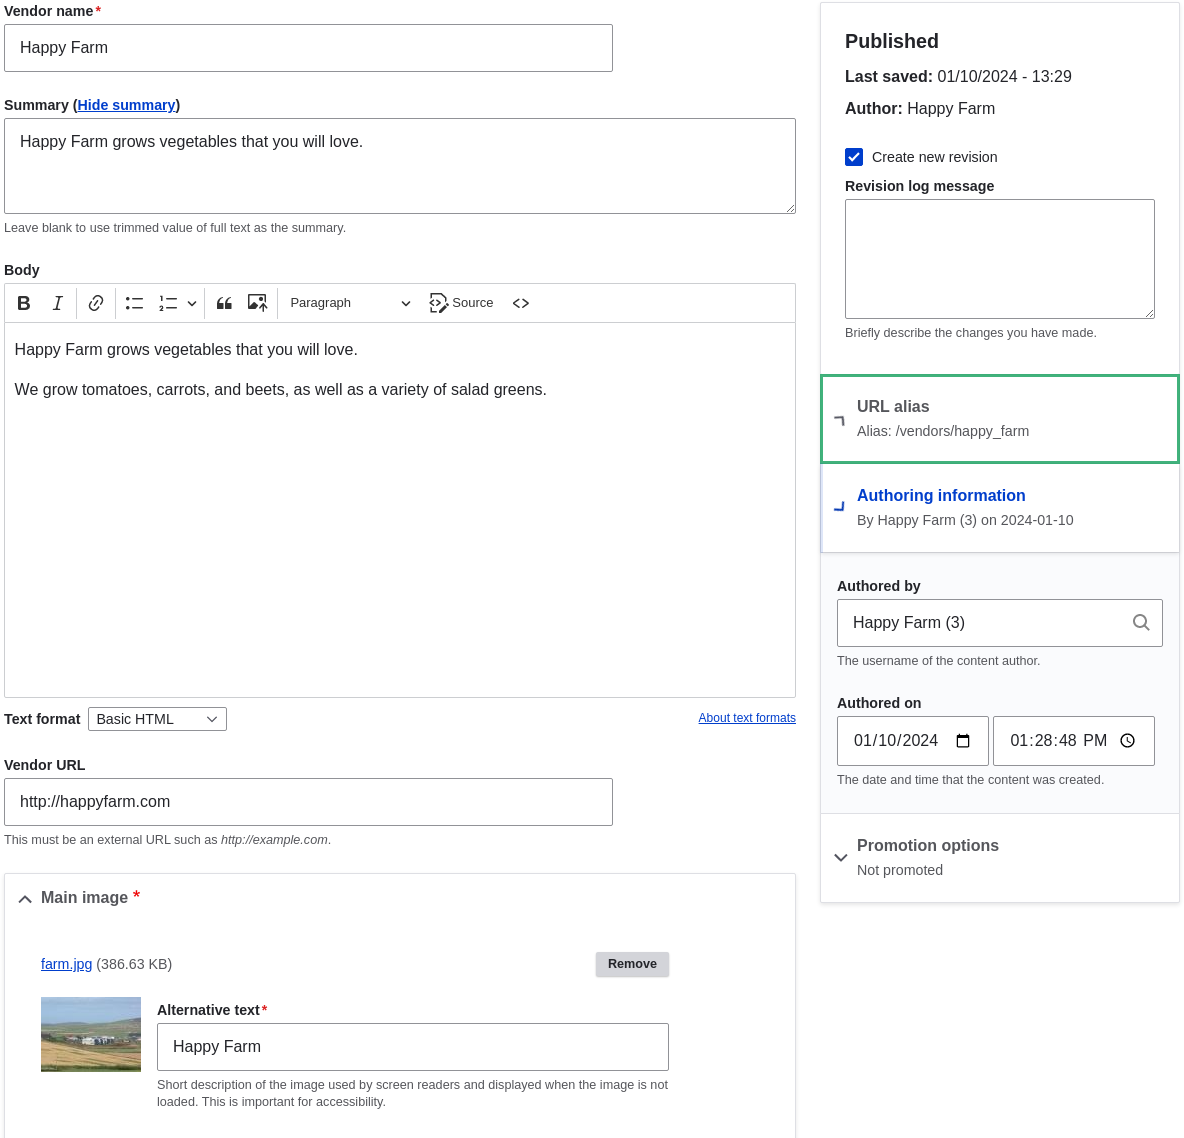 Vendor name*
Happy Farm
Summary (Hide summary)
Happy Farm grows vegetables that you will love.
Leave blank to use trimmed value of full text as the summary.
Body
B I Paragraph Source
Happy Farm grows vegetables that you will love.
We grow tomatoes, carrots, and beets, as well as a variety of salad greens.
Text format Basic HTML About text formats
Vendor URL
http://happyfarm.com
This must be an external URL such as http://example.com.
Main image *
farm.jpg (386.63 KB) Remove
Alternative text*
Happy Farm
Short description of the image used by screen readers and displayed when the image is not
loaded. This is important for accessibility.
Published
Last saved: 01/10/2024 - 13:29
Author: Happy Farm
Create new revision
Revision log message
Briefly describe the changes you have made.
URL alias
Alias: /vendors/happy_farm
Authoring information
By Happy Farm (3) on 2024-01-10
Authored by
Happy Farm (3)
The username of the content author.
Authored on
01/10/2024 01:28:48 PM
The date and time that the content was created.
Promotion options
Not promoted